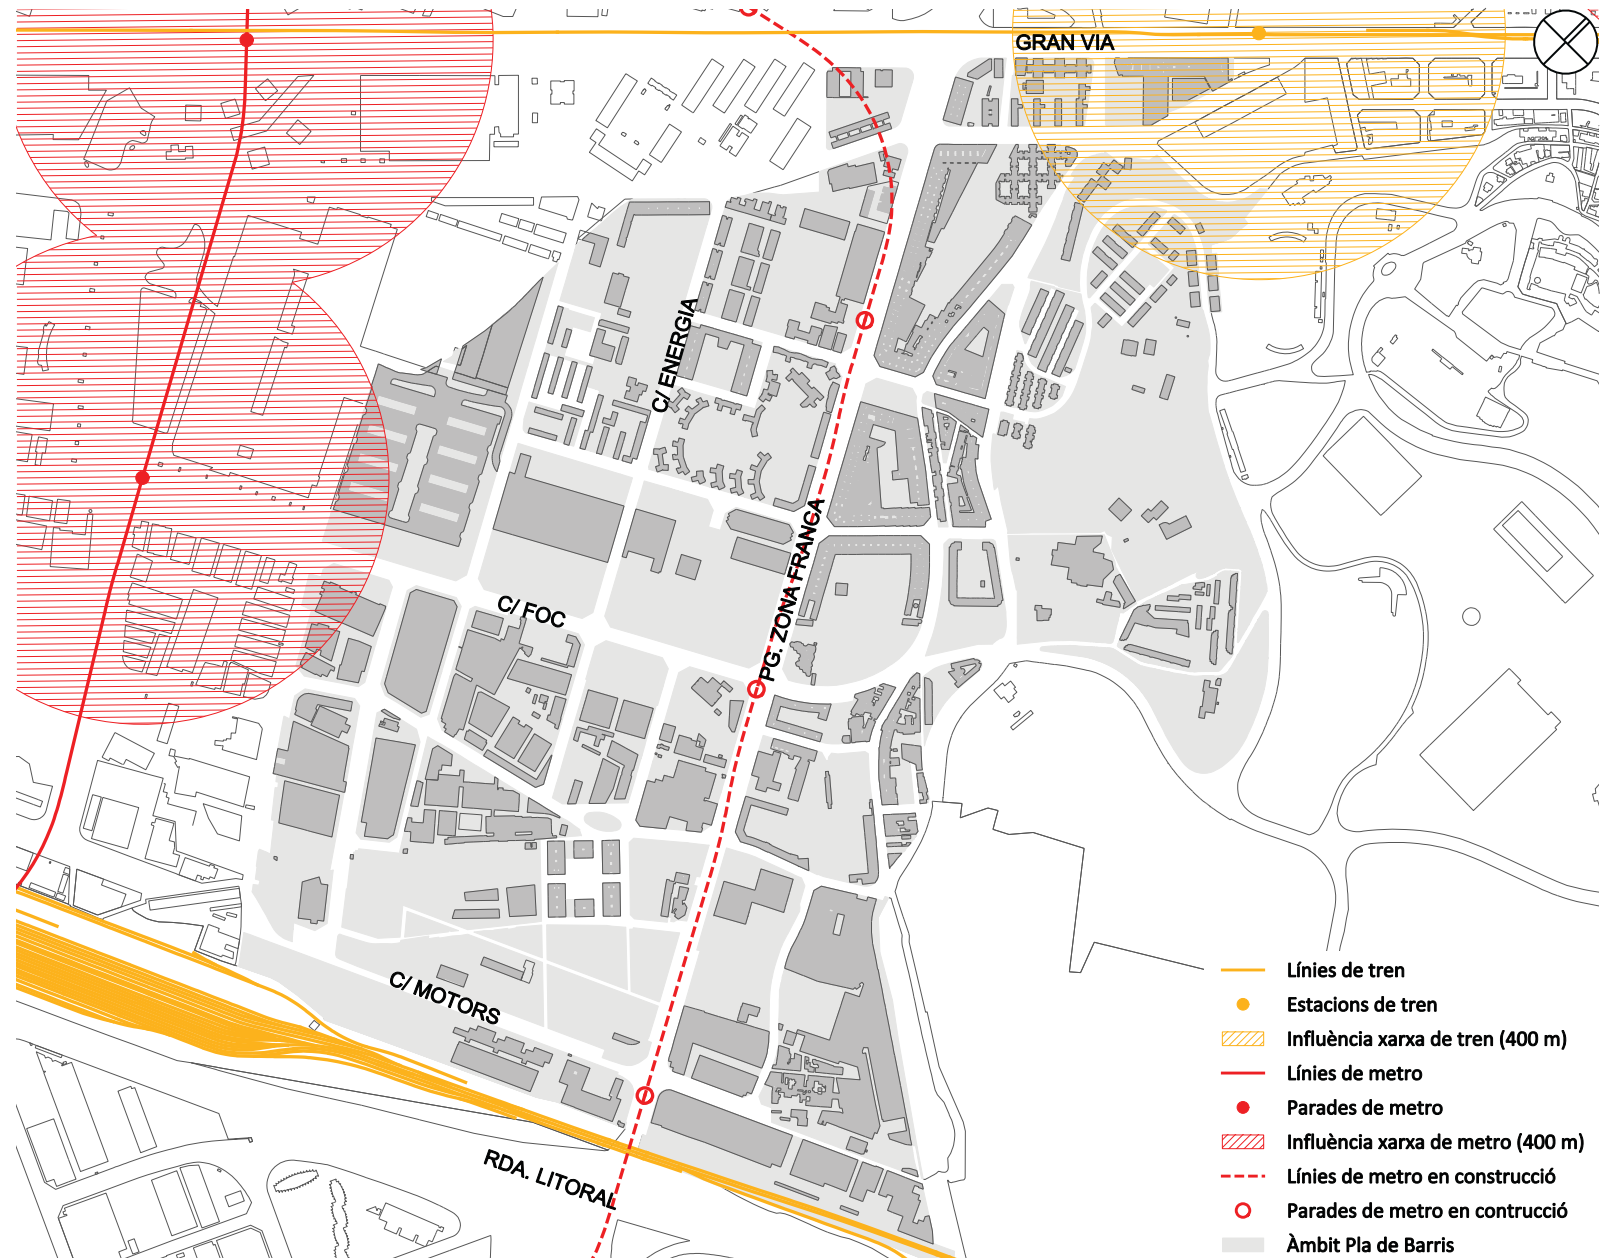 GRAN VIA
C/ ENERGIA
PG. ZONA FRANCA
C/ FOC
C/ MOTORS
RDA. LITORAL
Línies de tren
Estacions de tren
Influència xarxa de tren (400 m)
Línies de metro
Parades de metro
Influència xarxa de metro (400 m)
Línies de metro en construcció
Parades de metro en contrucció
Àmbit Pla de Barris